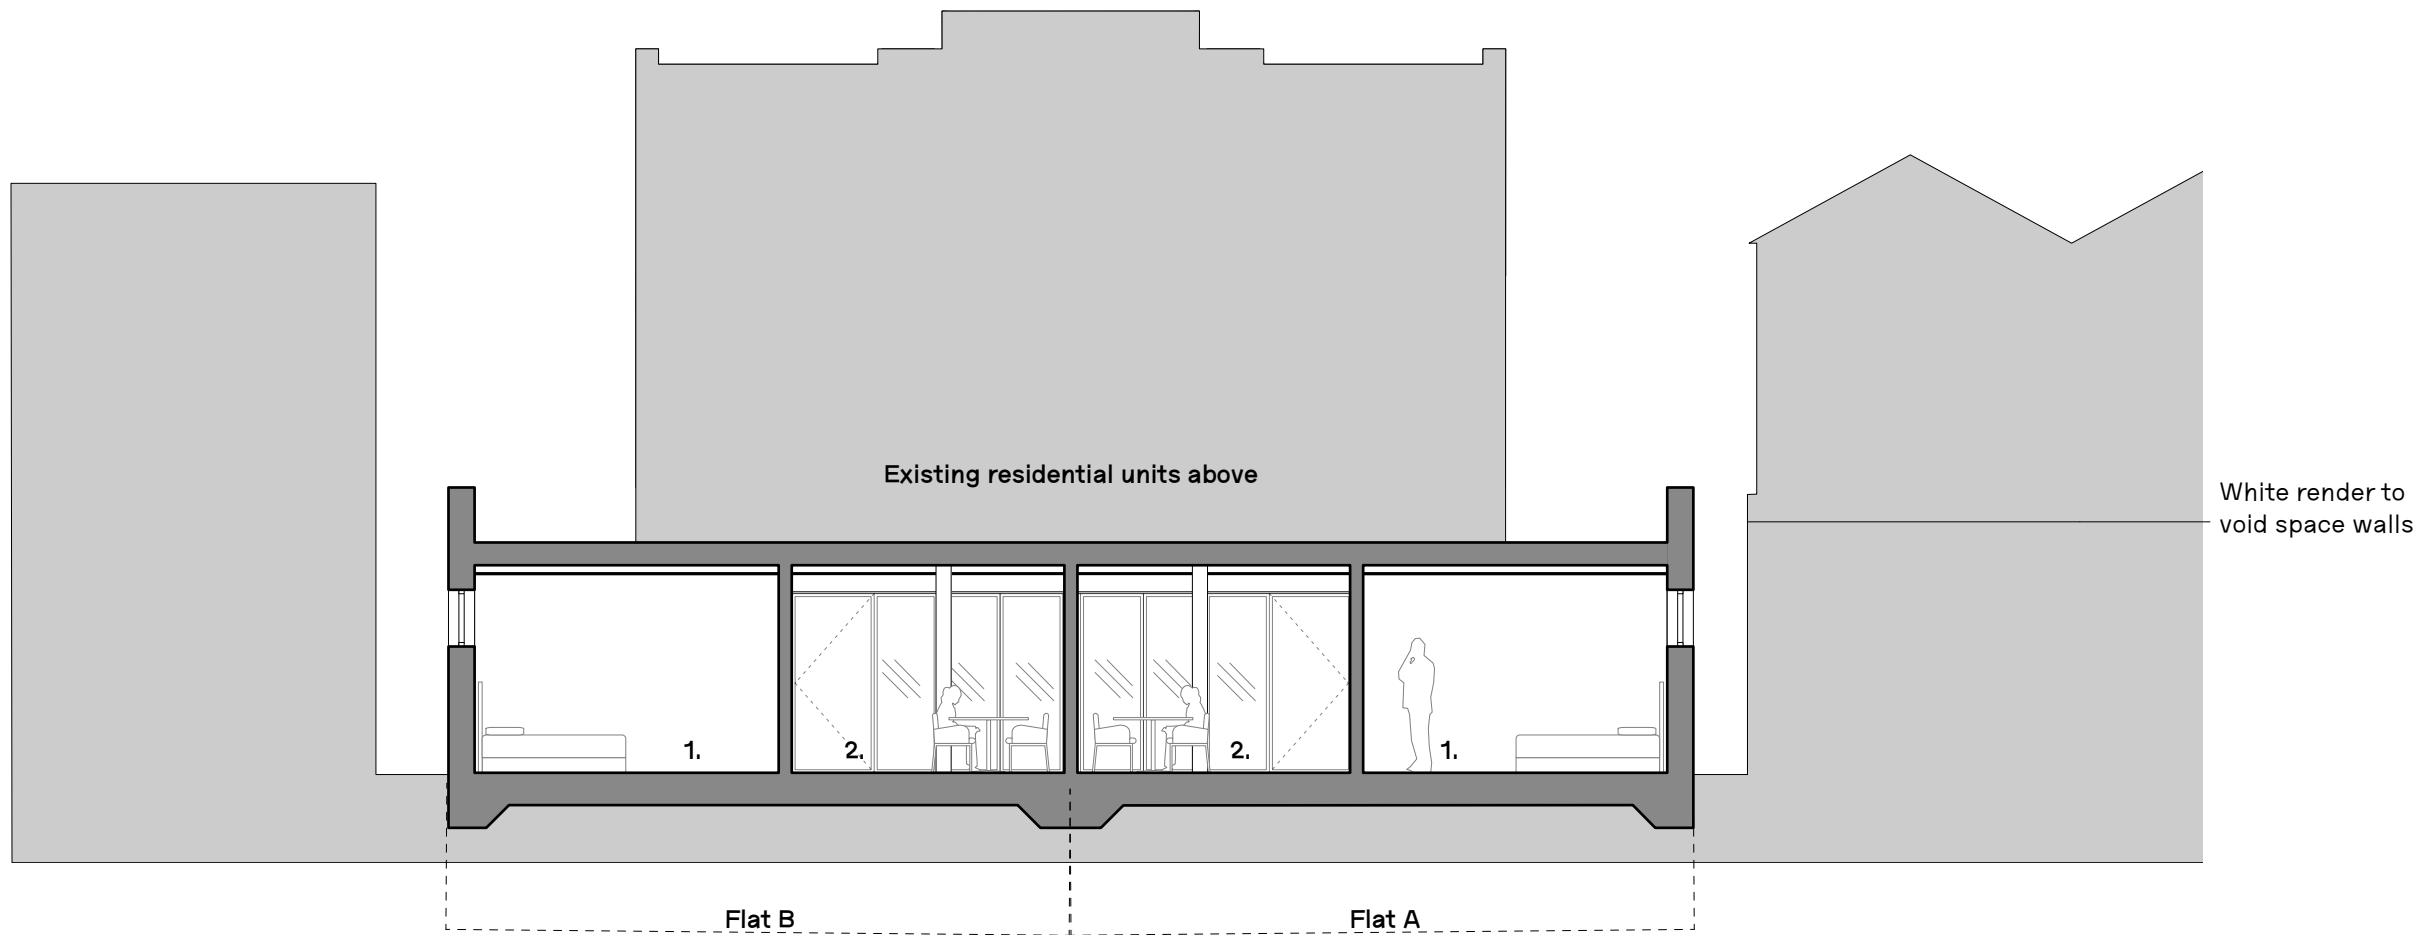 Existing residential units above
White render to
void space walls
1.
2.
2.
1.
Flat B
Flat A